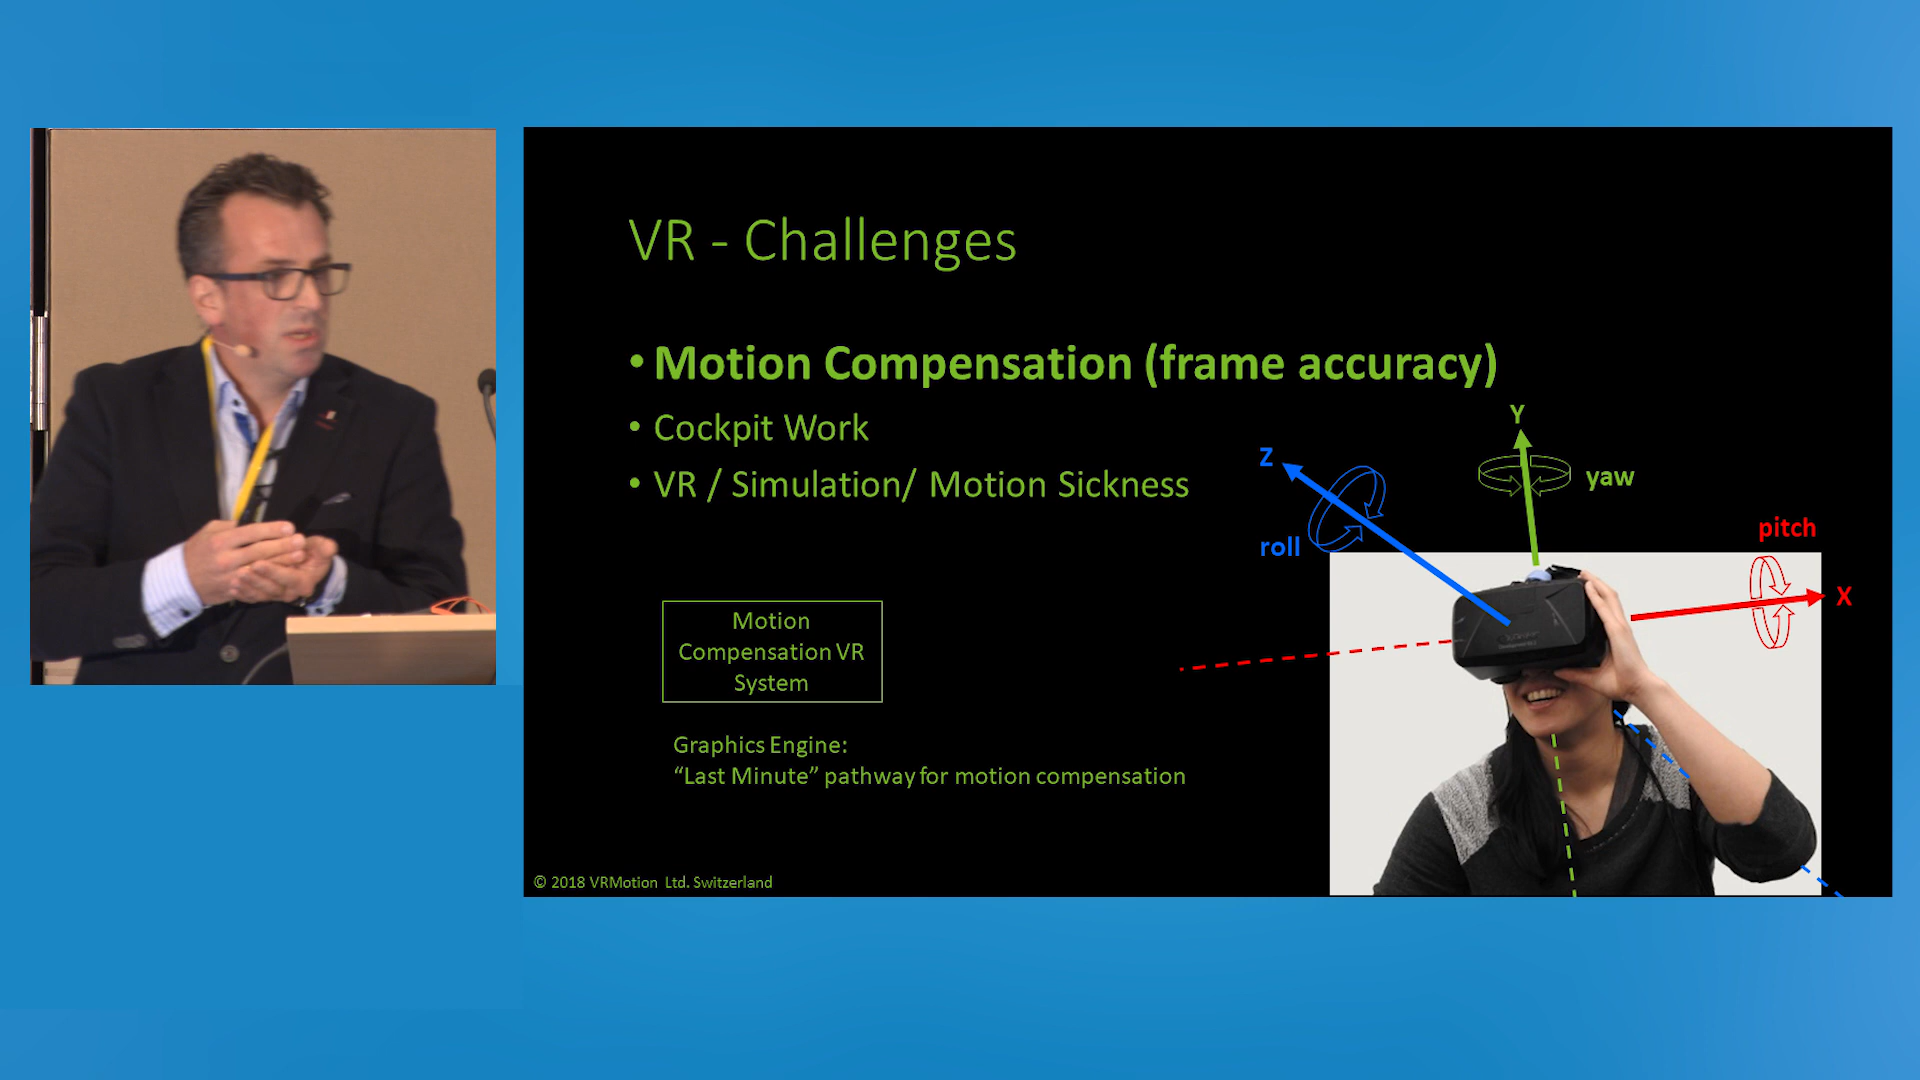 VR - Challenges
• Motion Compensation (frame accuracy)
• Cockpit Work
• VR / Simulation/ Motion Sickness
Y
Z
yaw
pitch
roll
X
Motion
Compensation VR
System
Graphics Engine:
“Last Minute” pathway for motion compensation
© 2018 VRMotion Ltd. Switzerland